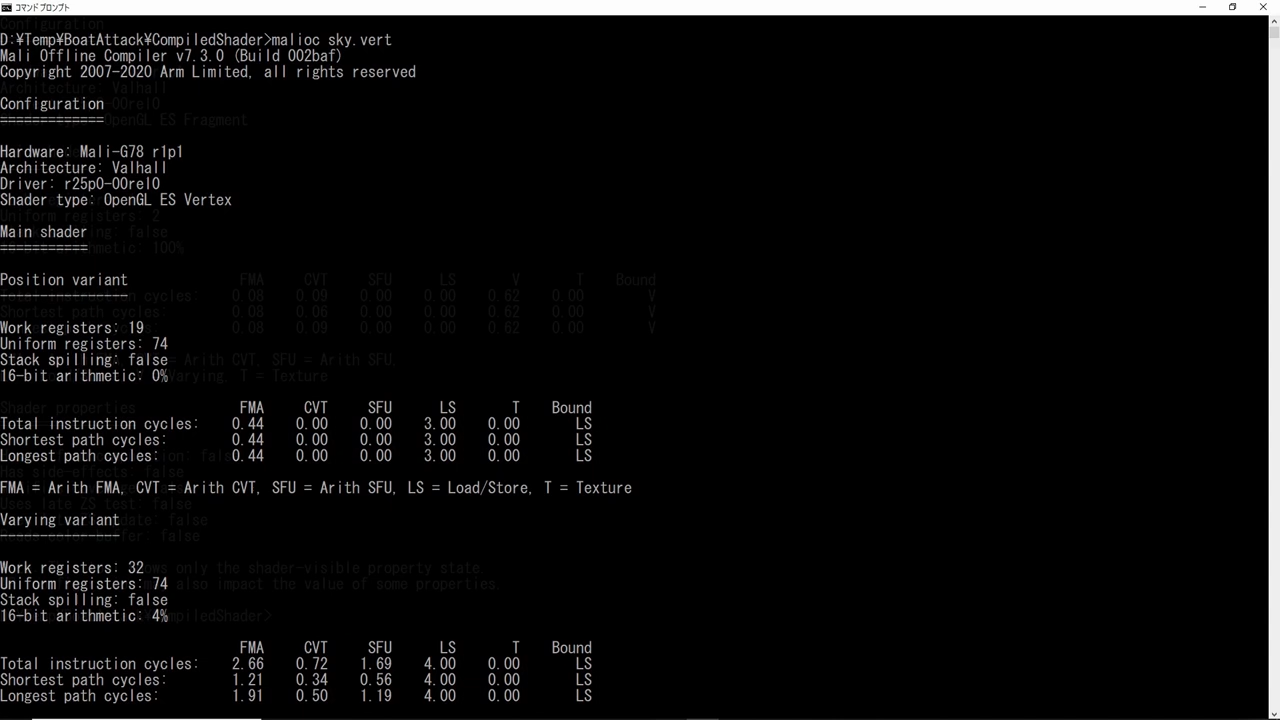 コマンド プロンプト
D:¥Temp¥BoatAttack¥CompiledShader>malioc sky.vert
Mali Offline Compiler v7.3.0 (Build 002baf)
Copyright 2007-2020 Arm Limited, all rights reserved
Configuration
=============
Hardware: Mali-G78 r1p1
Architecture: Valhall
Driver: r25p0-00rel0
Shader type: OpenGL ES Vertex
Main shader
===========
Position variant
----------------
Work registers: 19
Uniform registers: 74
Stack spilling: false
16-bit arithmetic: 0%
FMA CVT SFU LS T Bound
Total instruction cycles: 0.44 0.00 0.00 3.00 0.00 LS
Shortest path cycles: 0.44 0.00 0.00 3.00 0.00 LS
Longest path cycles: 0.44 0.00 0.00 3.00 0.00 LS
FMA = Arith FMA, CVT = Arith CVT, SFU = Arith SFU, LS = Load/Store, T = Texture
Varying variant
---------------
Work registers: 32
Uniform registers: 74
Stack spilling: false
16-bit arithmetic: 4%
FMA CVT SFU LS T Bound
Total instruction cycles: 2.66 0.72 1.69 4.00 0.00 LS
Shortest path cycles: 1.21 0.34 0.56 4.00 0.00 LS
Longest path cycles: 1.91 0.50 1.19 4.00 0.00 LS